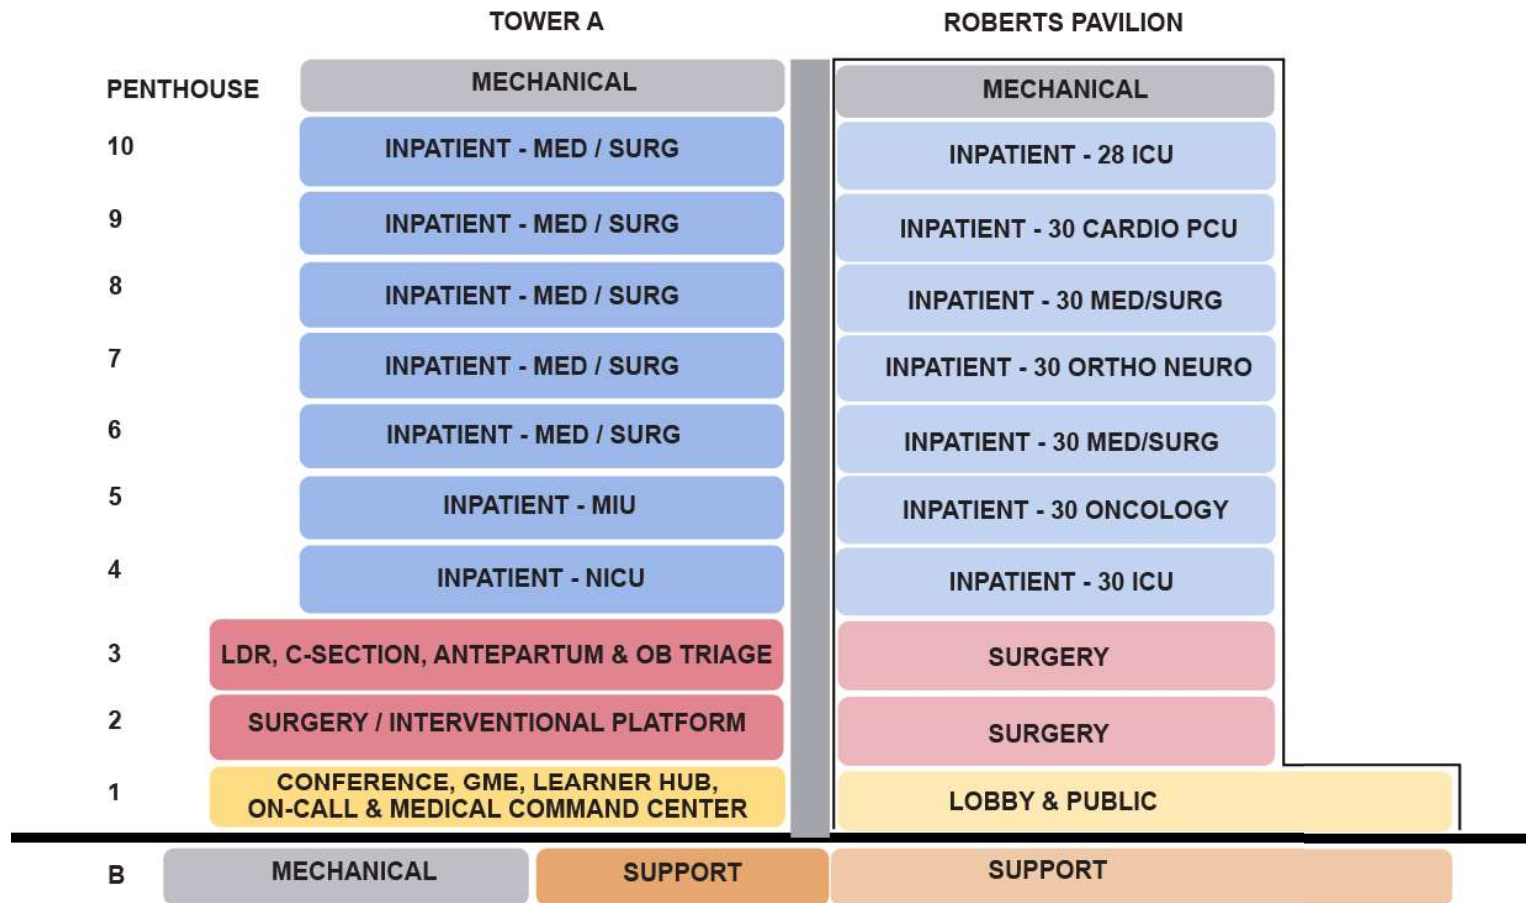 TOWER A
ROBERTS PAVILION
PENTHOUSE
MECHANICAL
MECHANICAL
10
INPATIENT - MED / SURG
INPATIENT - 28 ICU
9
INPATIENT - MED / SURG
INPATIENT - 30 CARDIO PCU
8
INPATIENT - MED / SURG
INPATIENT - 30 MED/SURG
7
INPATIENT - MED / SURG
INPATIENT - 30 ORTHO NEURO
6
INPATIENT - MED / SURG
INPATIENT - 30 MED/SURG
5
INPATIENT - MIU
INPATIENT - 30 ONCOLOGY
4
INPATIENT - NICU
INPATIENT - 30 ICU
3
LDR, C-SECTION, ANTEPARTUM & OB TRIAGE
SURGERY
2
SURGERY / INTERVENTIONAL PLATFORM
SURGERY
1
CONFERENCE, GME, LEARNER HUB,
ON-CALL & MEDICAL COMMAND CENTER
LOBBY & PUBLIC
B
MECHANICAL
SUPPORT
SUPPORT